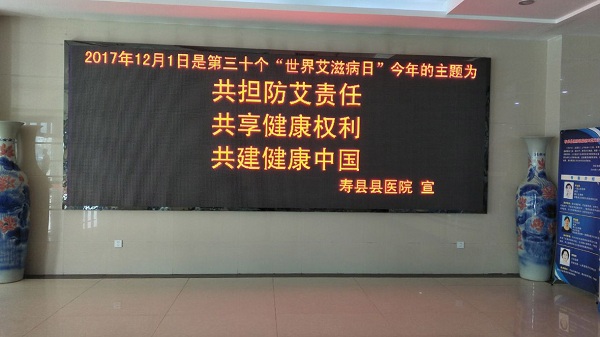 2017年12月1日是第三十个“世界艾滋病日”今年的主题为
共担防艾责任
共享健康权利
共建健康中国
寿县县医院 宣